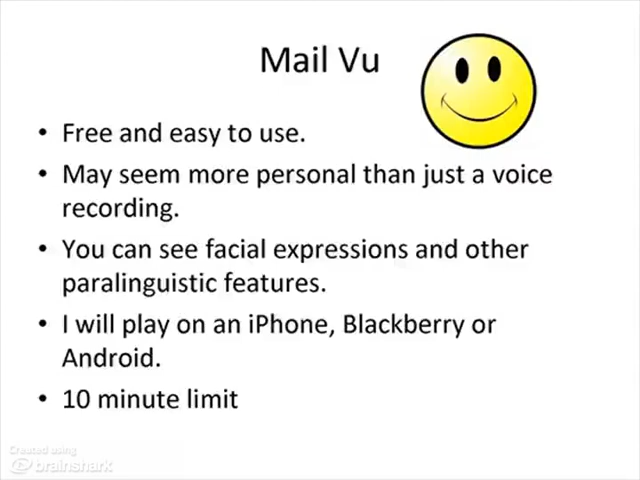 Mail Vu
• Free and easy to use.
• May seem more personal than just a voice
recording.
• You can see facial expressions and other
paralinguistic features.
• I will play on an iPhone, Blackberry or
Android.
• 10 minute limit
Created using
brainshark